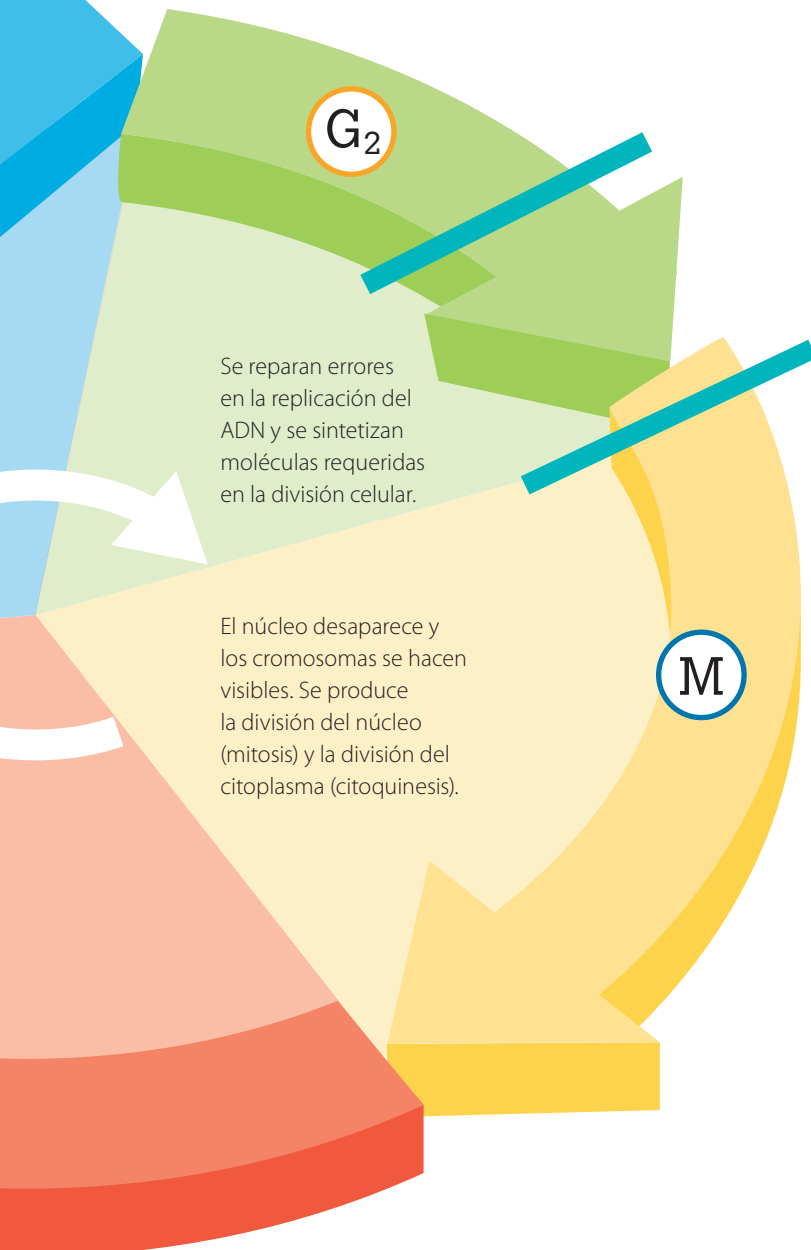 G₂
Se reparan errores
en la replicación del
ADN y se sintetizan
moléculas requeridas
en la división celular.
El núcleo desaparece y
los cromosomas se hacen
visibles. Se produce
la división del núcleo
(mitosis) y la división del
citoplasma (citoquinesis).
M